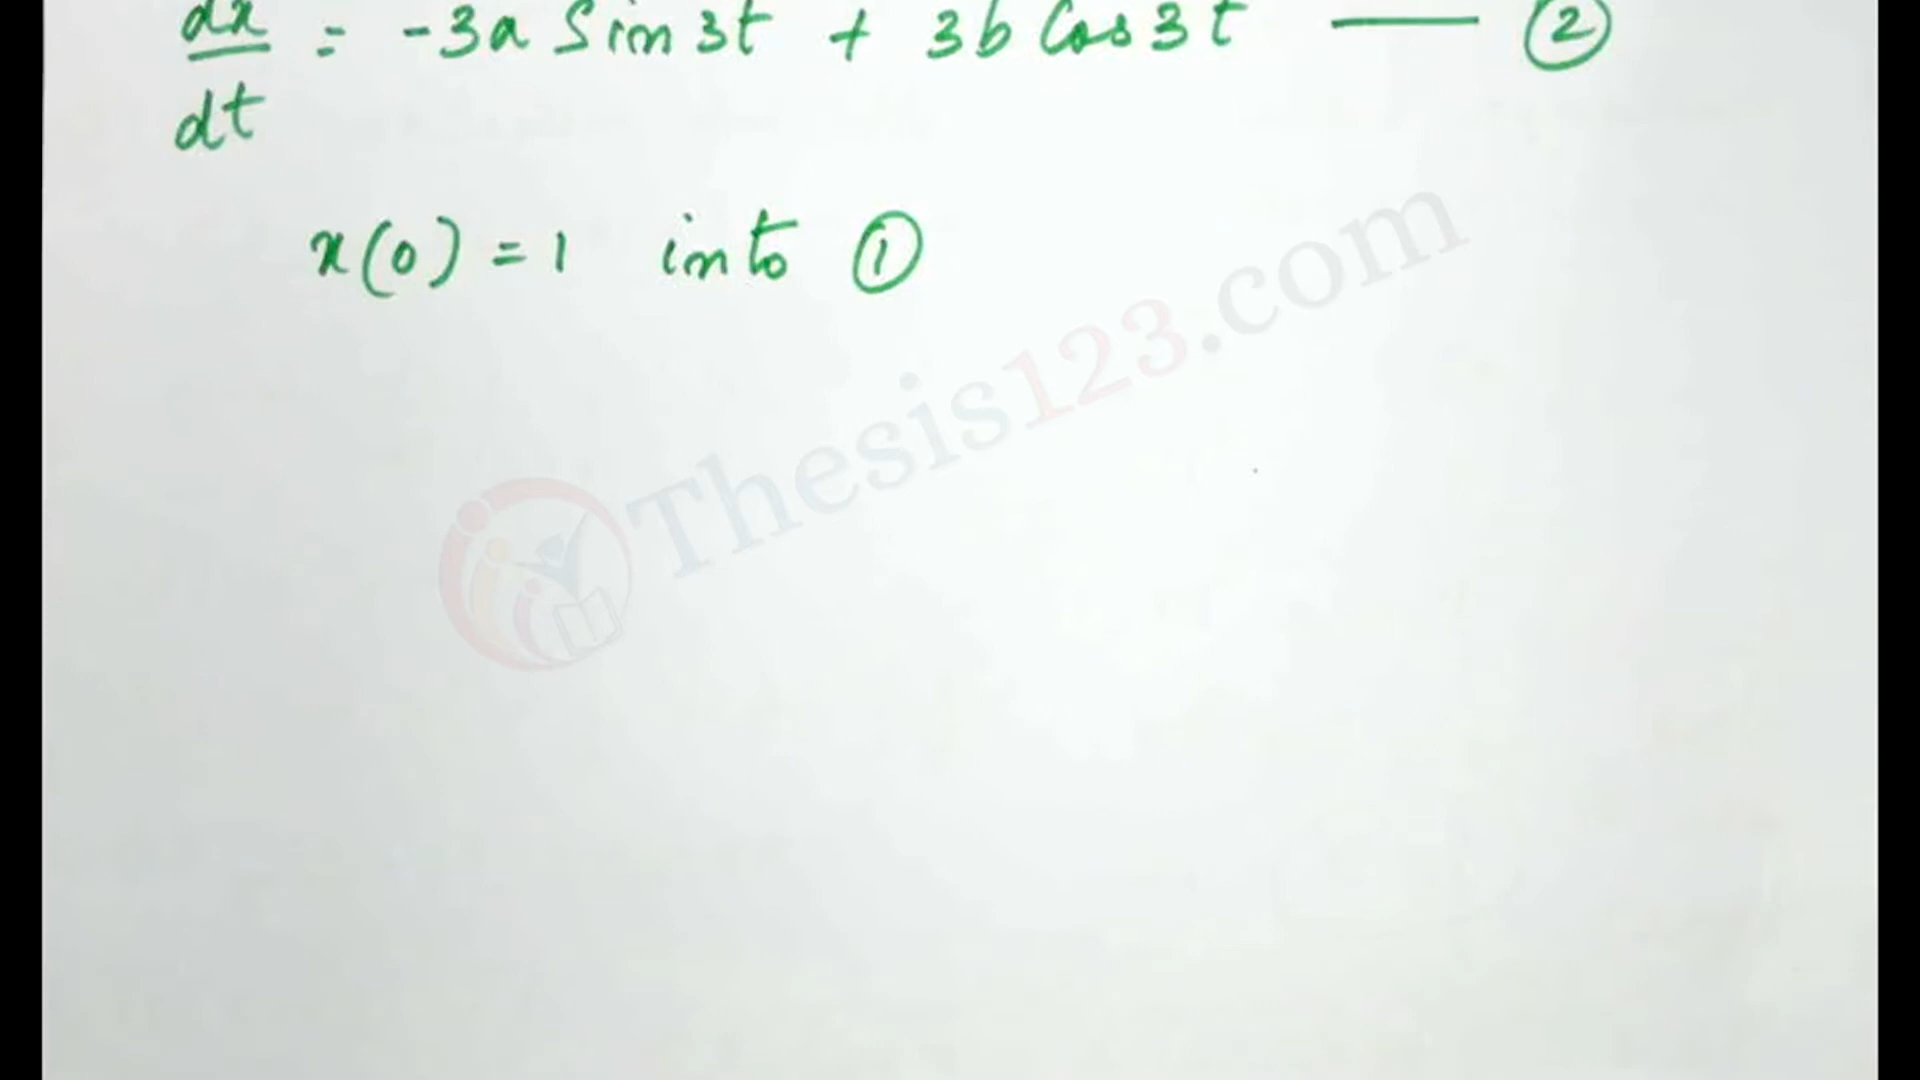 dx/dt = -3a Sin 3t + 3b Cos 3t —— ②
x(0) = 1 into ①
Thesis123.com